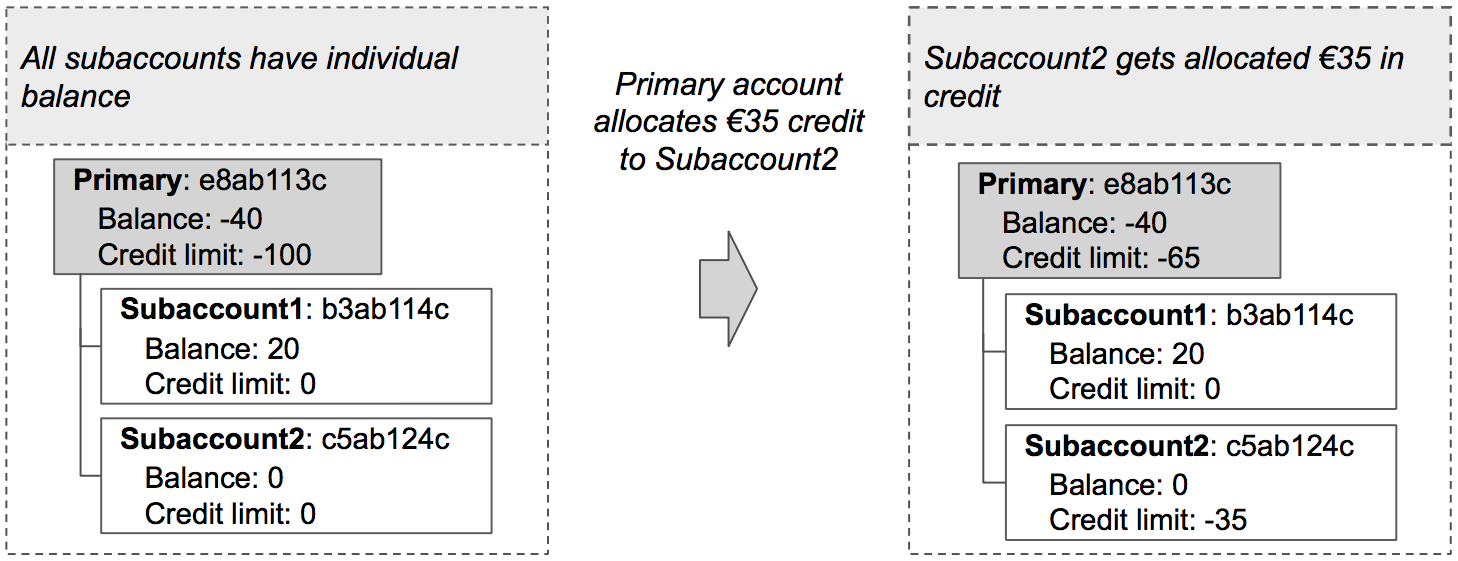 All subaccounts have individual
balance
Primary: e8ab113c
Balance: -40
Credit limit: -100
Subaccount1: b3ab114c
Balance: 20
Credit limit: 0
Subaccount2: c5ab124c
Balance: 0
Credit limit: 0
Primary account
allocates €35 credit
to Subaccount2
Subaccount2 gets allocated €35 in
credit
Primary: e8ab113c
Balance: -40
Credit limit: -65
Subaccount1: b3ab114c
Balance: 20
Credit limit: 0
Subaccount2: c5ab124c
Balance: 0
Credit limit: -35